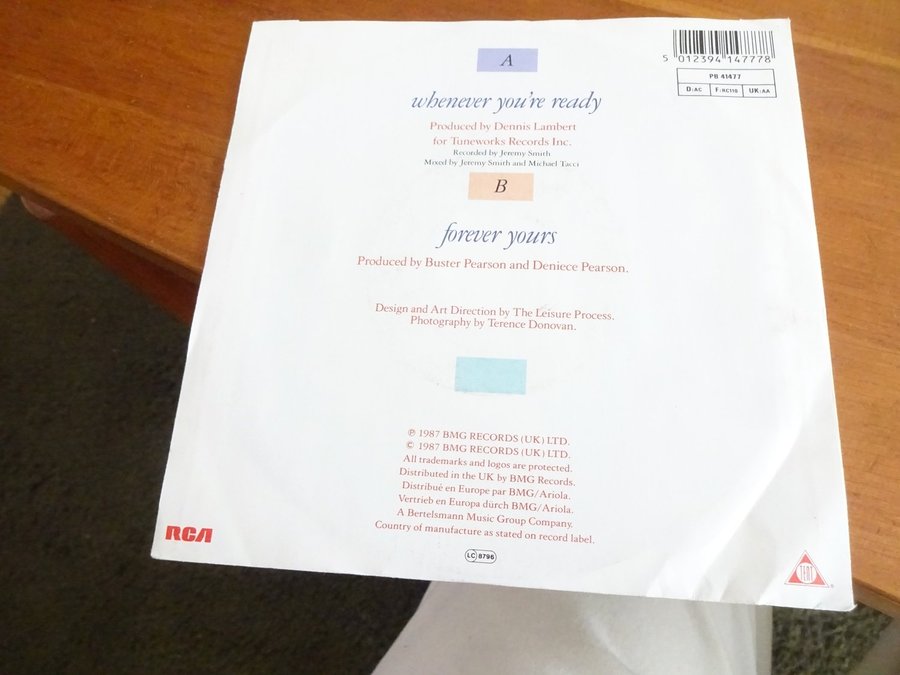 A
whenever you're ready
Produced by Dennis Lambert
for Tuneworks Records Inc.
Recorded by Jeremy Smith
Mixed by Jeremy Smith and Michael Tacci
5 012394 147778
PB 41477
D:AC F:RC110 UK:AA
B
forever yours
Produced by Buster Pearson and Deniece Pearson.
Design and Art Direction by The Leisure Process.
Photography by Terence Donovan.
℗ 1987 BMG RECORDS (UK) LTD.
© 1987 BMG RECORDS (UK) LTD.
All trademarks and logos are protected.
Distributed in the UK by BMG Records.
Distribué en Europe par BMG/Ariola.
Vertrieb en Europa dürch BMG/Ariola.
A Bertelsmann Music Group Company.
Country of manufacture as stated on record label.
RCA
LC 8796
TENT